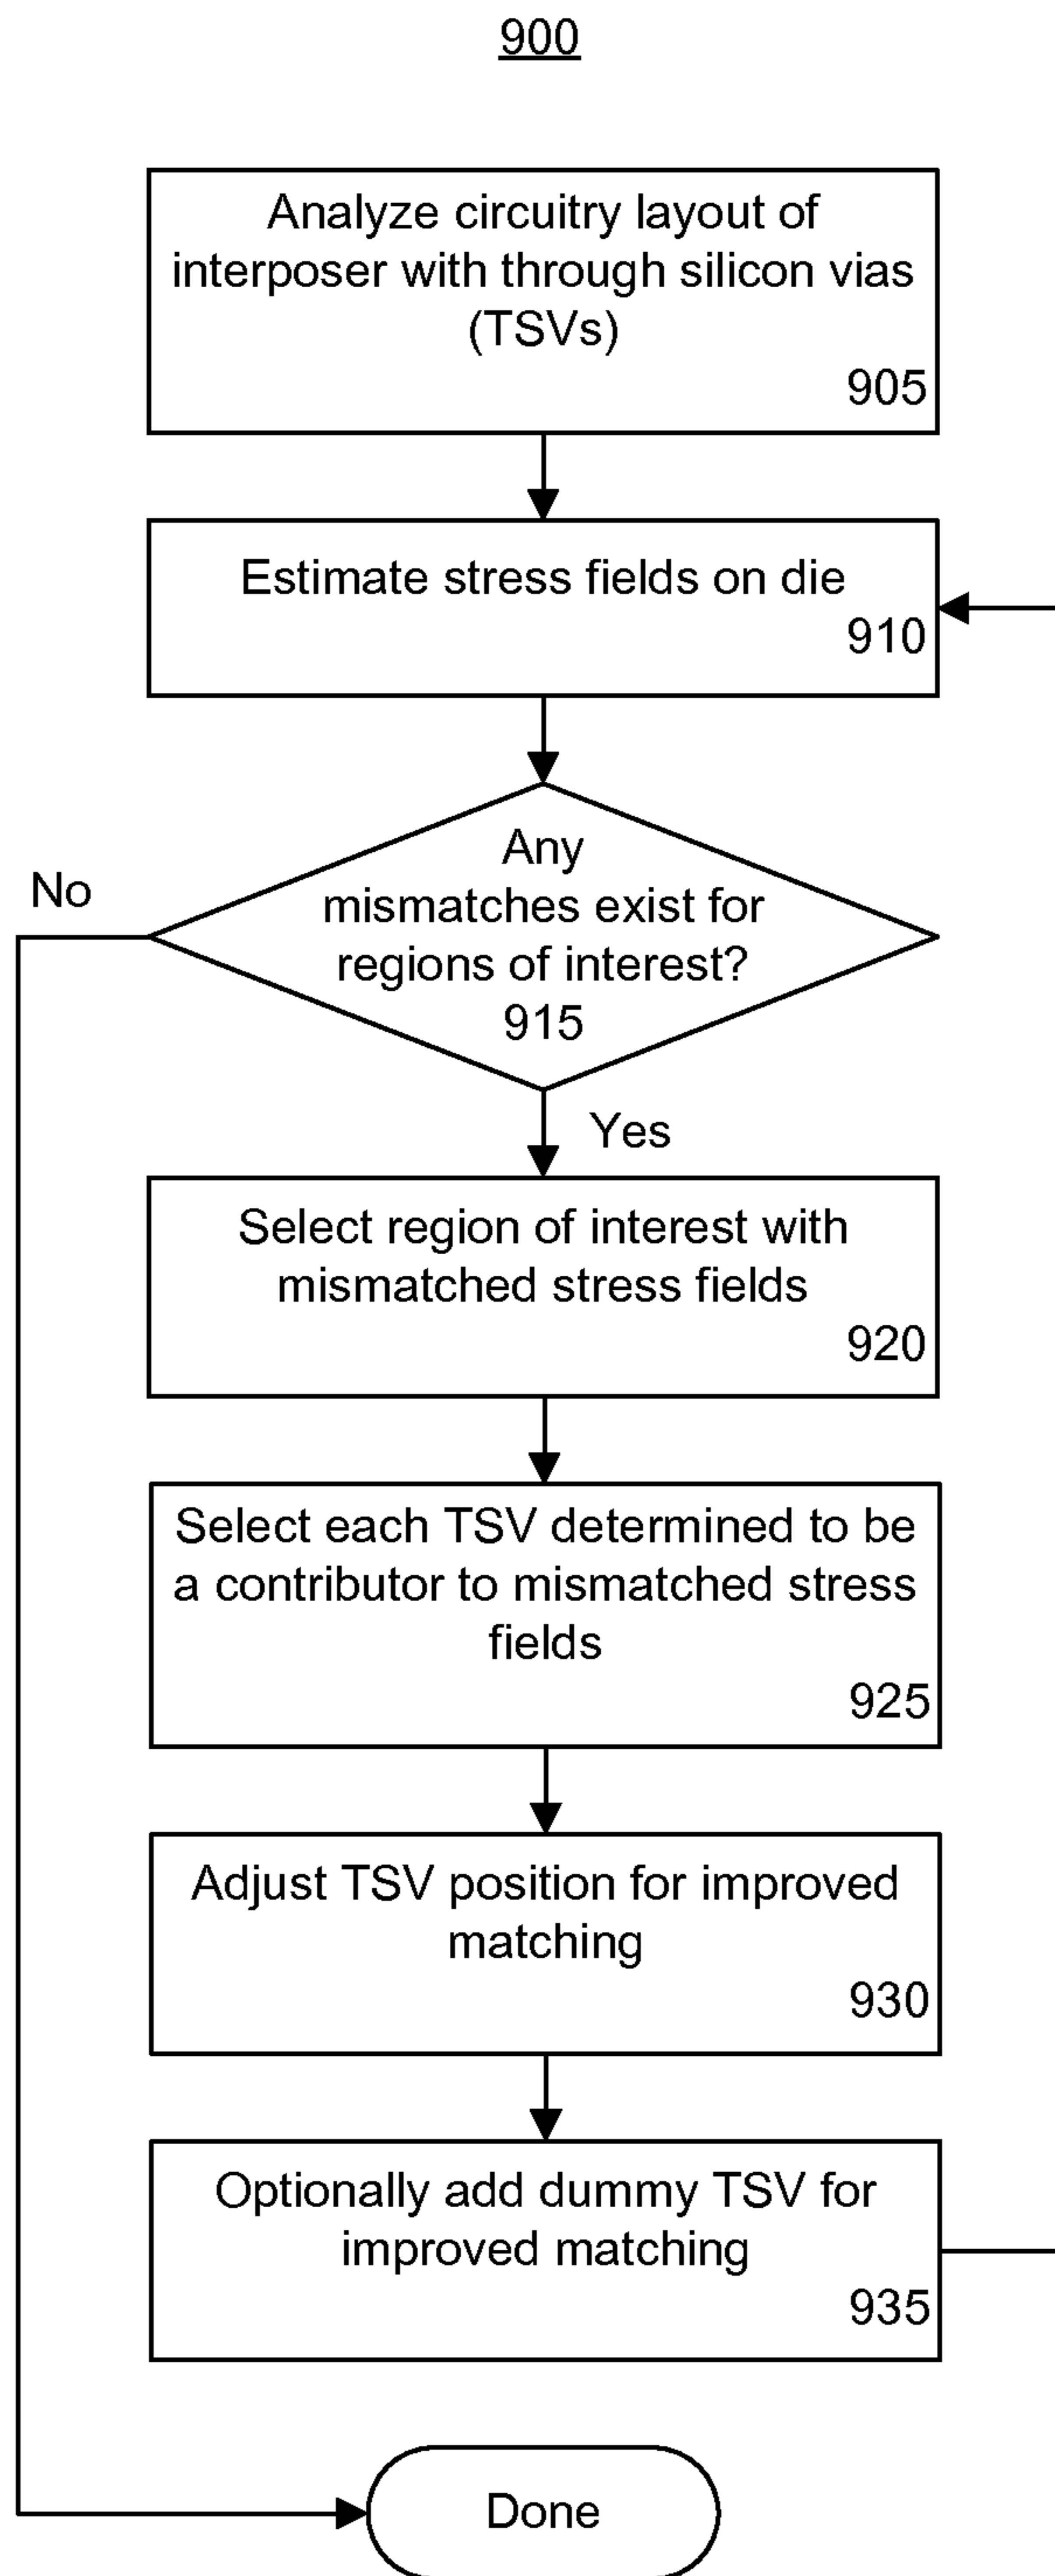 900
Analyze circuitry layout of
interposer with through silicon vias
(TSVs)
905
Estimate stress fields on die
910
Any
mismatches exist for
regions of interest?
915
No
Yes
Select region of interest with
mismatched stress fields
920
Select each TSV determined to be
a contributor to mismatched stress
fields
925
Adjust TSV position for improved
matching
930
Optionally add dummy TSV for
improved matching
935
Done